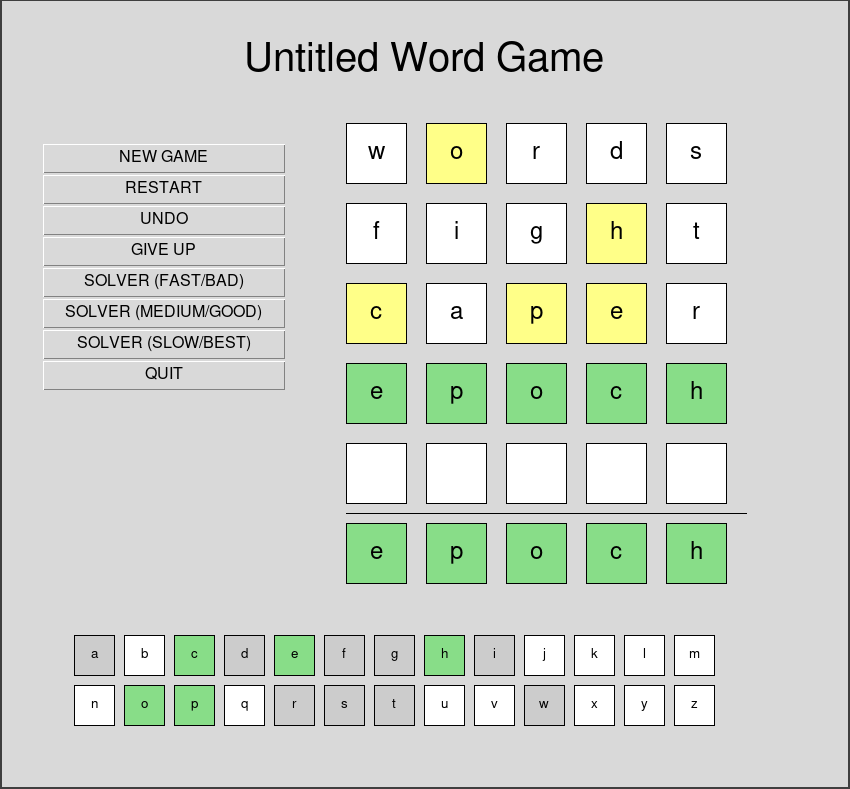 Untitled Word Game
NEW GAME
RESTART
UNDO
GIVE UP
SOLVER (FAST/BAD)
SOLVER (MEDIUM/GOOD)
SOLVER (SLOW/BEST)
QUIT
w o r d s
f i g h t
c a p e r
e p o c h
e p o c h
a b c d e f g h i j k l m
n o p q r s t u v w x y z